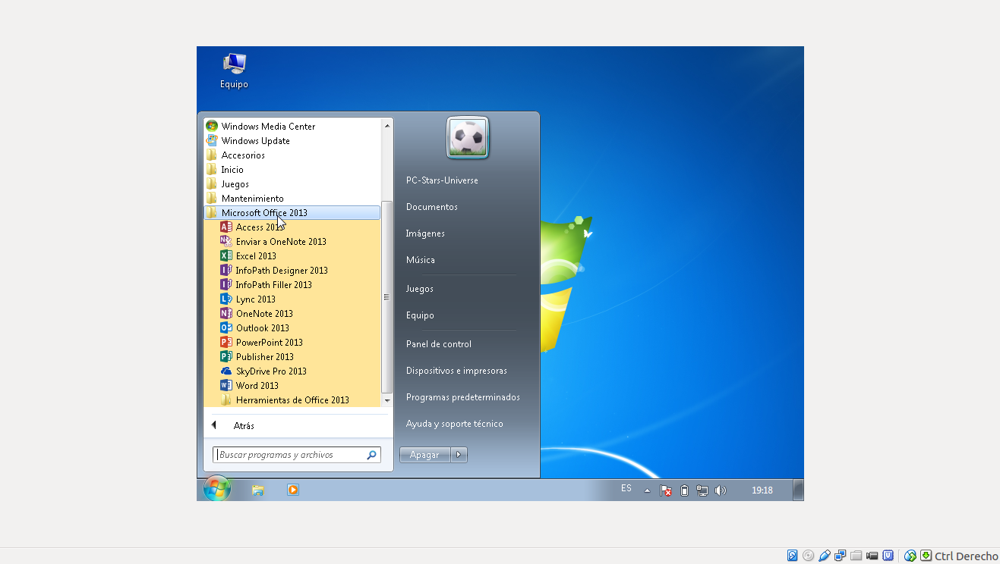 Equipo
Windows Media Center
Windows Update
Accesorios
Inicio
Juegos
Mantenimiento
Microsoft Office 2013
Access 2013
Enviar a OneNote 2013
Excel 2013
InfoPath Designer 2013
InfoPath Filler 2013
Lync 2013
OneNote 2013
Outlook 2013
PowerPoint 2013
Publisher 2013
SkyDrive Pro 2013
Word 2013
Herramientas de Office 2013
Atrás
Buscar programas y archivos
PC-Stars-Universe
Documentos
Imágenes
Música
Juegos
Equipo
Panel de control
Dispositivos e impresoras
Programas predeterminados
Ayuda y soporte técnico
Apagar
ES
19:18
Ctrl Derecho